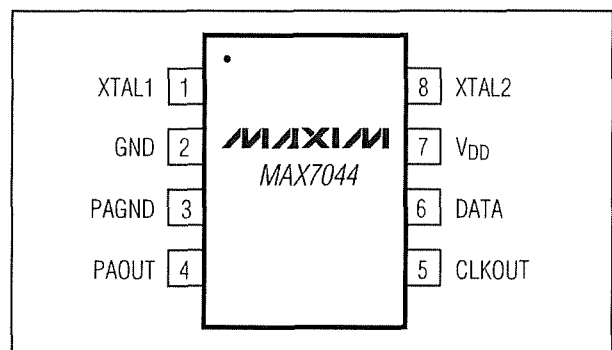 XTAL1 1 8 XTAL2
GND 2 MAXIM 7 VDD
MAX7044
PAGND 3 6 DATA
PAOUT 4 5 CLKOUT